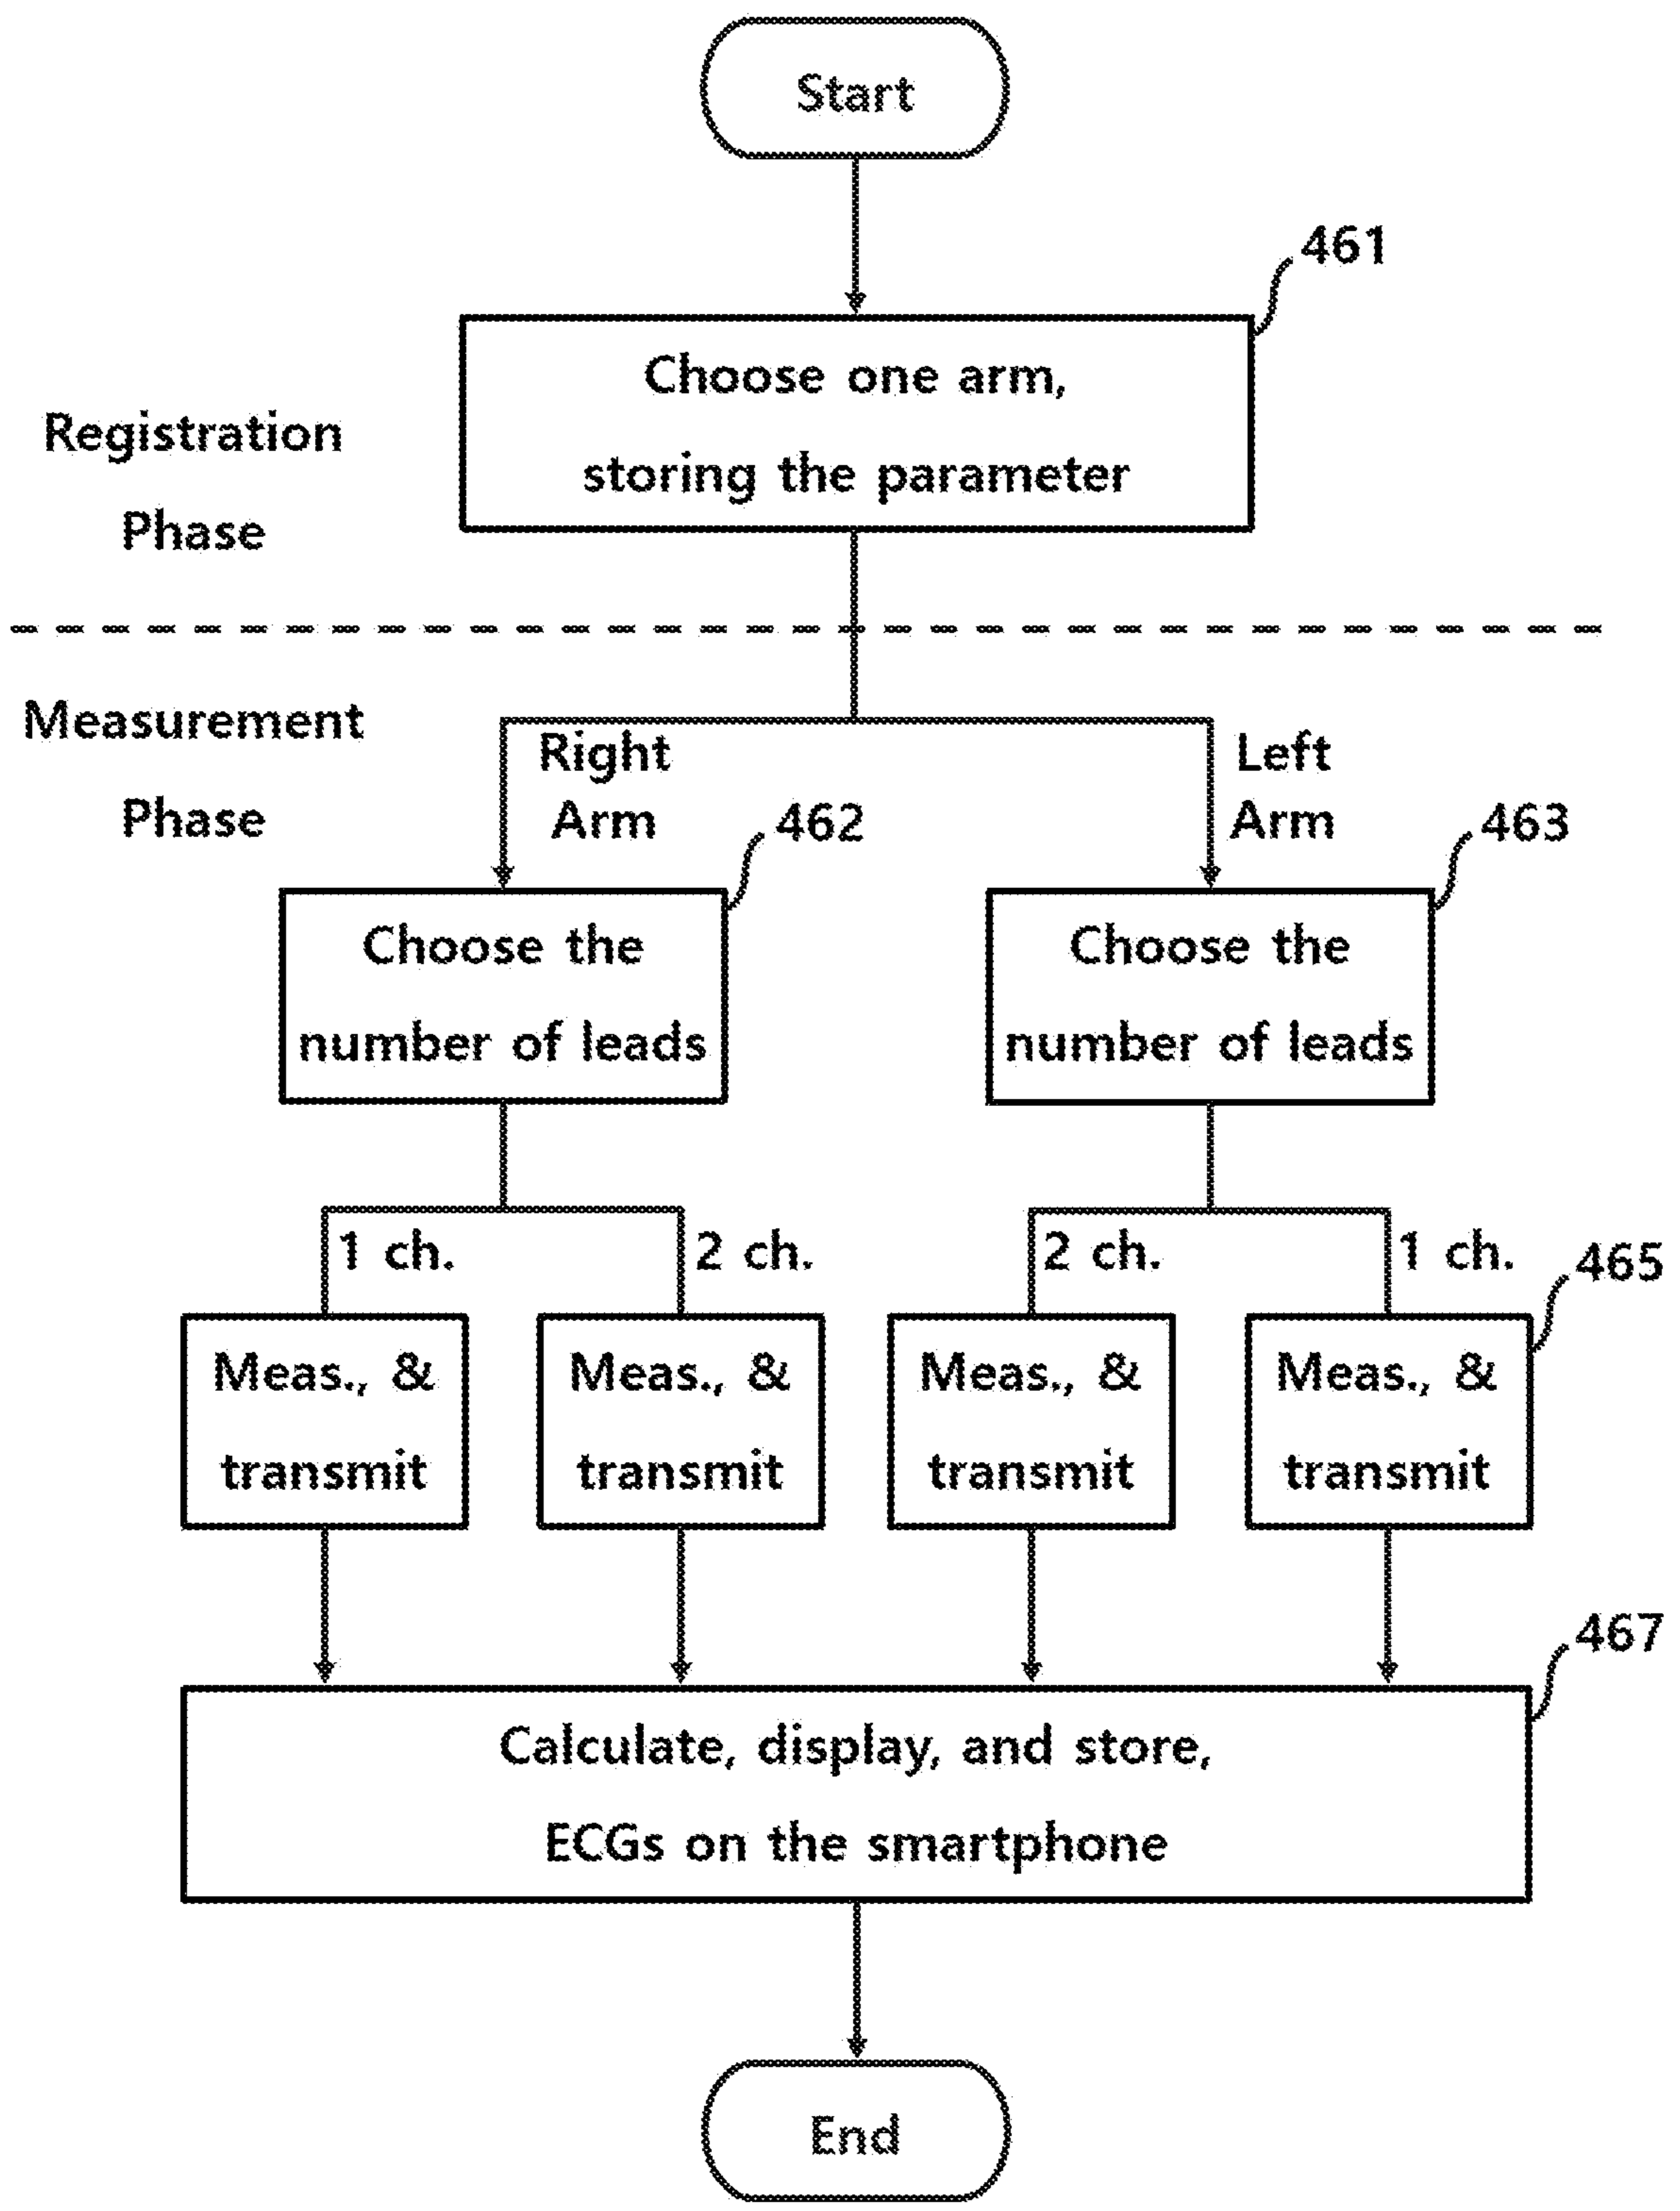 Start
461
Choose one arm,
storing the parameter
Registration
Phase
Measurement
Phase
Right
Arm
Left
Arm
462
463
Choose the
number of leads
Choose the
number of leads
1 ch.
2 ch.
2 ch.
1 ch.
465
Meas., &
transmit
Meas., &
transmit
Meas., &
transmit
Meas., &
transmit
467
Calculate, display, and store,
ECGs on the smartphone
End